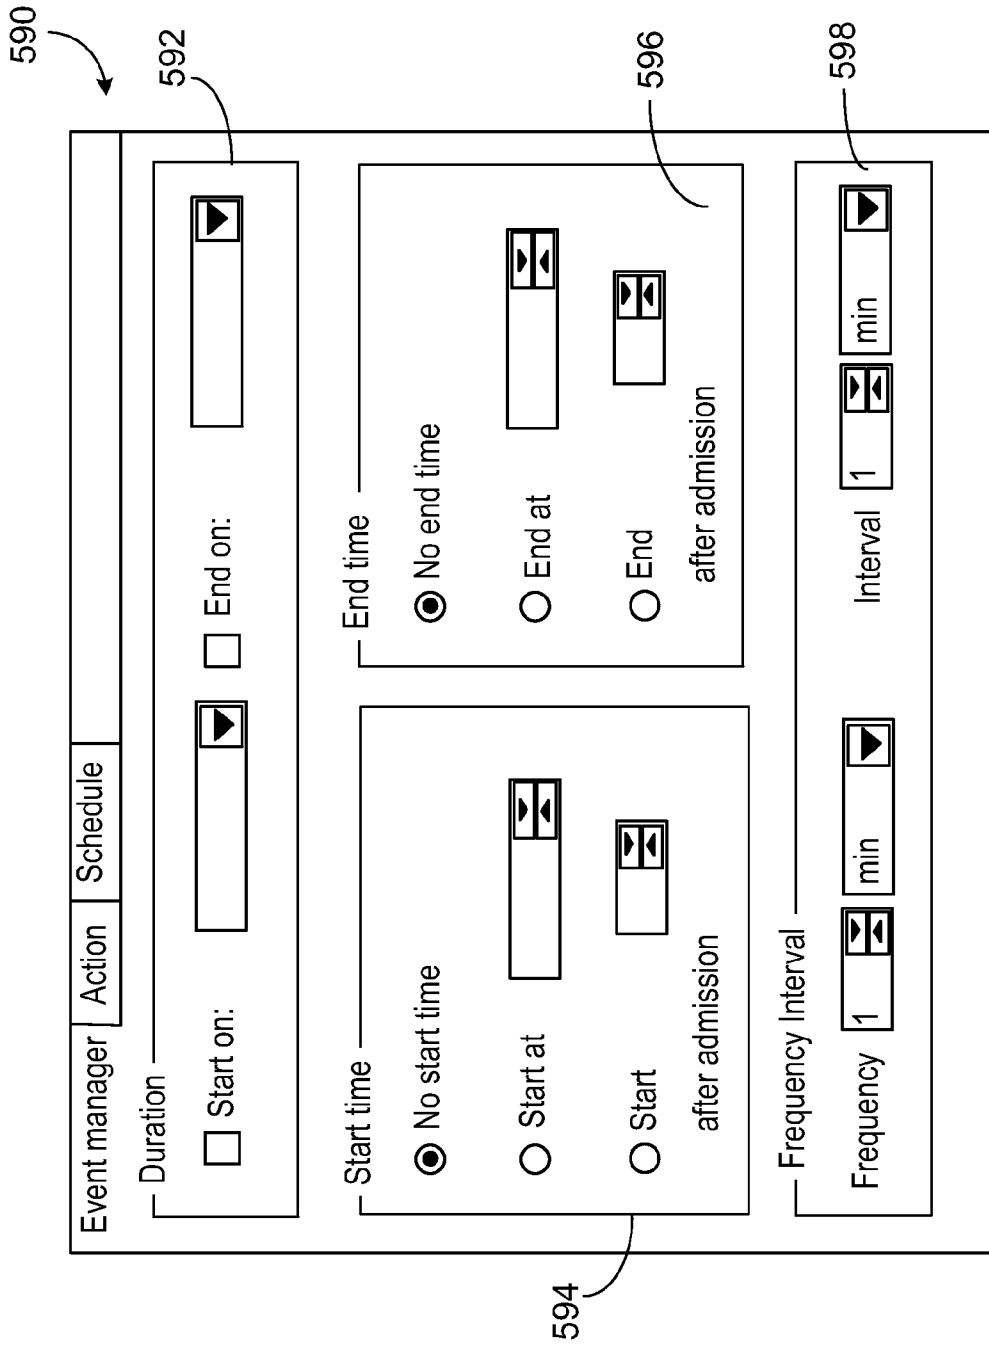 590
Event manager Action Schedule
592
Duration
Start on: End on:
Start time End time
No start time No end time
Start at End at
Start End
after admission after admission
594
596
Frequency Interval
598
Frequency 1 min Interval 1 min